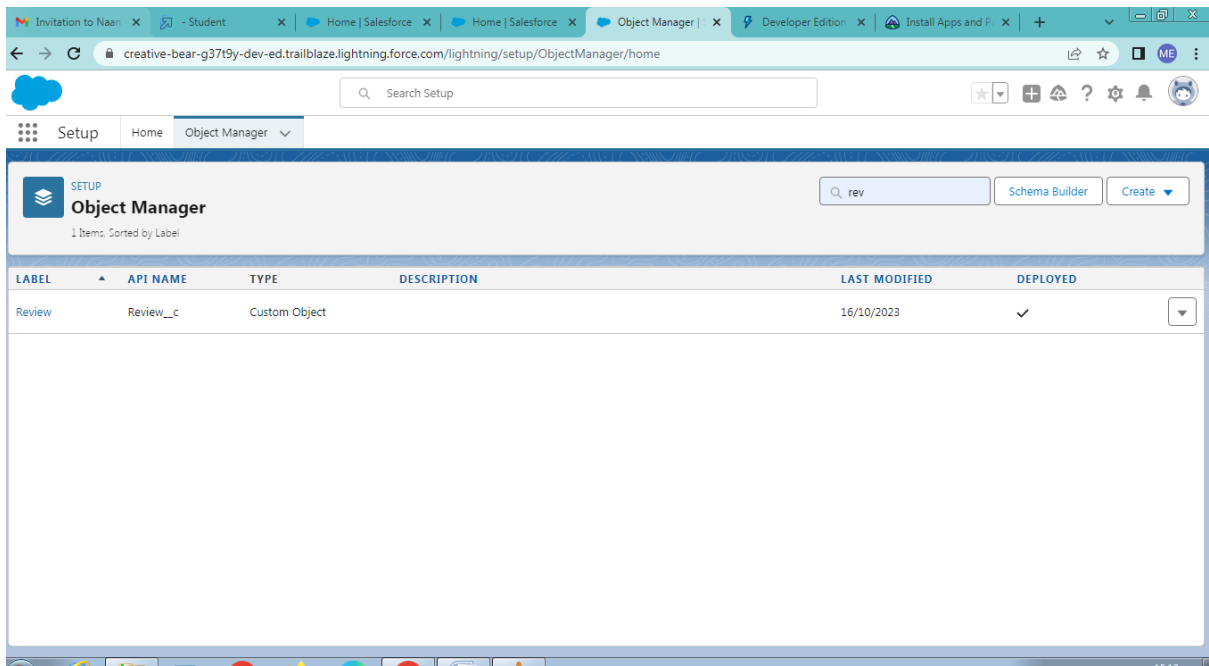 Invitation to Naan
- Student
Home | Salesforce
Home | Salesforce
Object Manager |
Developer Edition
Install Apps and Pa
creative-bear-g37t9y-dev-ed.trailblaze.lightning.force.com/lightning/setup/ObjectManager/home
ME
Search Setup
Setup Home Object Manager
SETUP
Object Manager
1 Items, Sorted by Label
rev
Schema Builder
Create
LABEL API NAME TYPE DESCRIPTION LAST MODIFIED DEPLOYED
Review Review__c Custom Object 16/10/2023